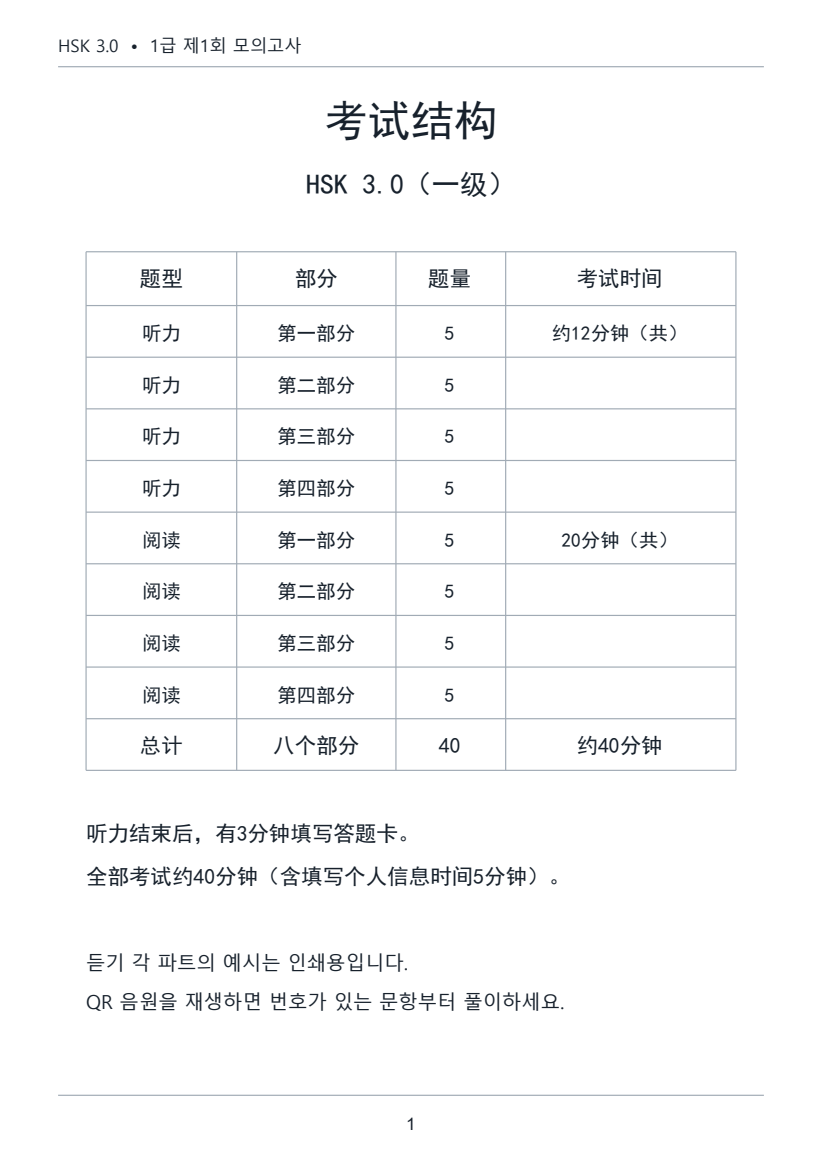 HSK 3.0 • 1급 제1회 모의고사
考试结构
HSK 3.0（一级）
题型 部分 题量 考试时间
听力 第一部分 5 约12分钟（共）
听力 第二部分 5
听力 第三部分 5
听力 第四部分 5
阅读 第一部分 5 20分钟（共）
阅读 第二部分 5
阅读 第三部分 5
阅读 第四部分 5
总计 八个部分 40 约40分钟
听力结束后，有3分钟填写答题卡。
全部考试约40分钟（含填写个人信息时间5分钟）。
듣기 각 파트의 예시는 인쇄용입니다.
QR 음원을 재생하면 번호가 있는 문항부터 풀이하세요.
1